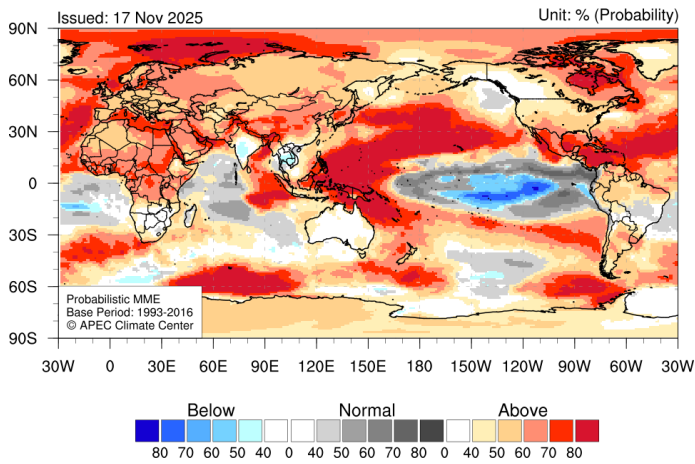 Issued: 17 Nov 2025 Unit: % (Probability)
90N
60N
30N
0
30S
60S
90S
Probabilistic MME
Base Period: 1993-2016
© APEC Climate Center
30W 0 30E 60E 90E 120E 150E 180 150W 120W 90W 60W 30W
Below Normal Above
80 70 60 50 40 0 40 50 60 70 80 0 40 50 60 70 80